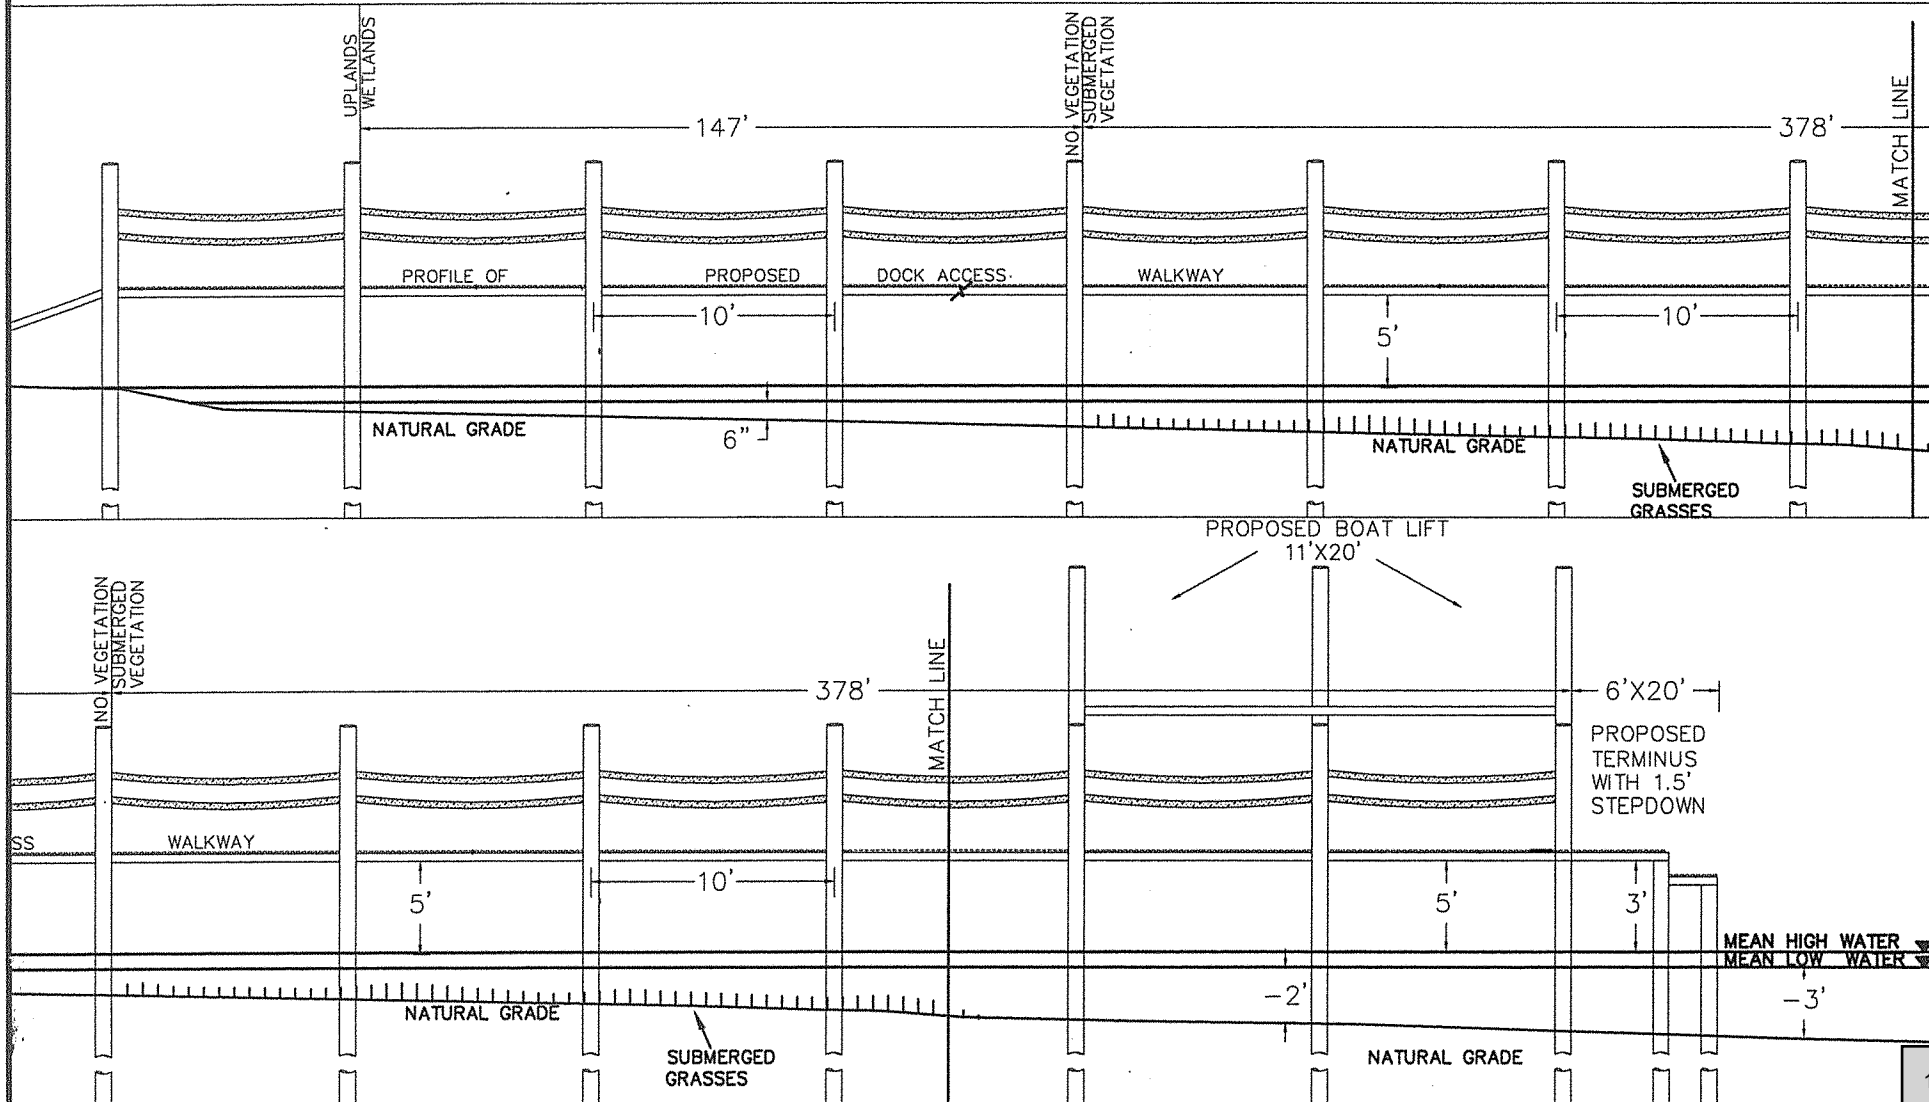 UPLANDS
WETLANDS
NO VEGETATION
SUBMERGED
VEGETATION
MATCH LINE
147'
378'
PROFILE OF PROPOSED DOCK ACCESS WALKWAY
10'
10'
5'
6"
NATURAL GRADE
NATURAL GRADE
SUBMERGED
GRASSES
PROPOSED BOAT LIFT
11'X20'
NO VEGETATION
SUBMERGED
VEGETATION
MATCH LINE
378'
6'X20'
PROPOSED
TERMINUS
WITH 1.5'
STEPDOWN
SS
WALKWAY
10'
5'
5'
3'
MEAN HIGH WATER
MEAN LOW WATER
-2'
-3'
NATURAL GRADE
SUBMERGED
GRASSES
NATURAL GRADE